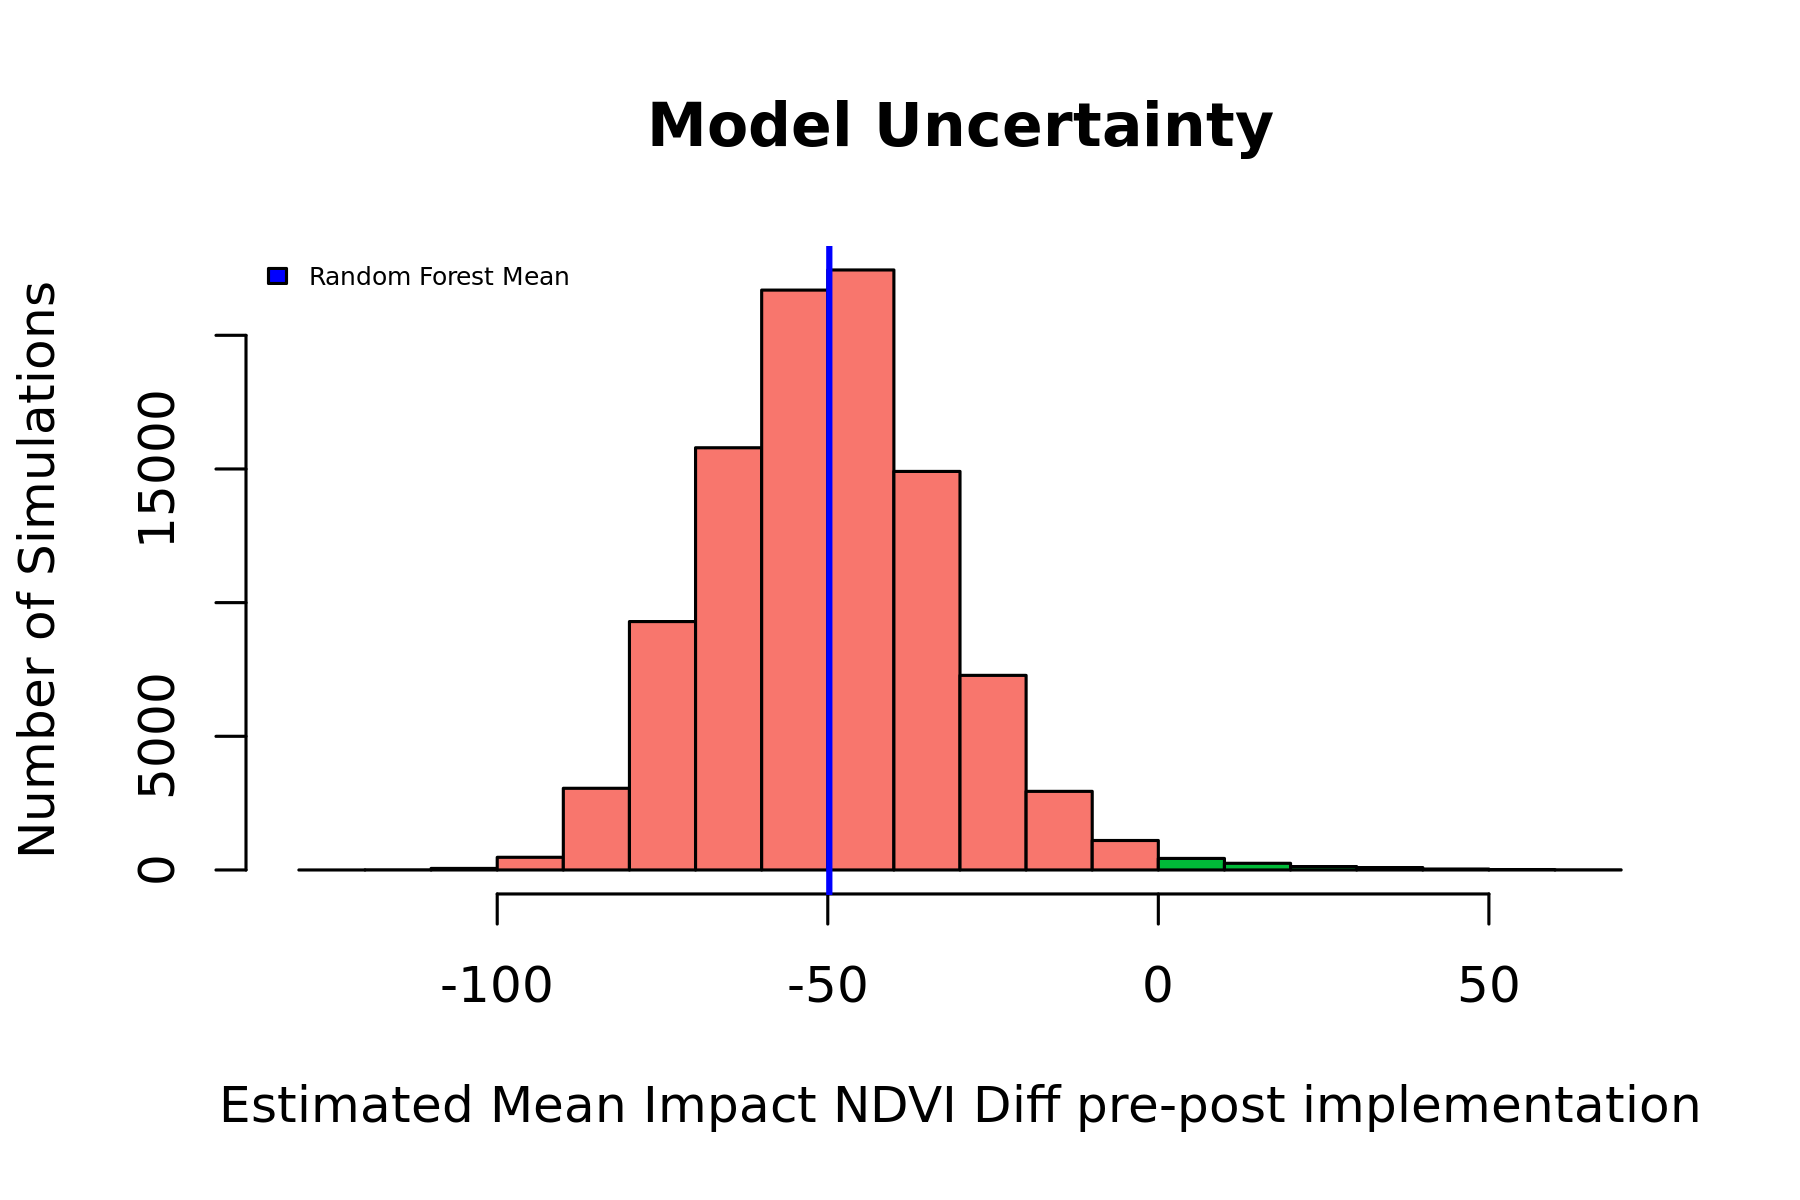 Model Uncertainty
Random Forest Mean
Number of Simulations
15000
5000
0
-100 -50 0 50
Estimated Mean Impact NDVI Diff pre-post implementation